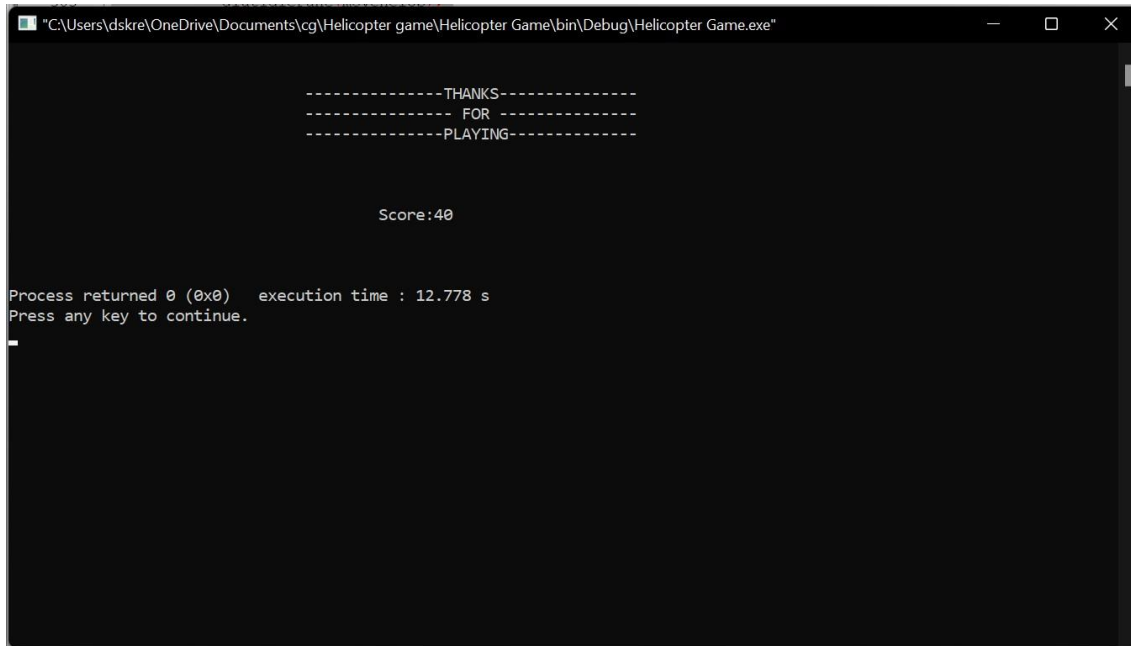 "C:\Users\dskre\OneDrive\Documents\cg\Helicopter game\Helicopter Game\bin\Debug\Helicopter Game.exe"
---------------THANKS---------------
---------------- FOR ---------------
---------------PLAYING--------------
Score:40
Process returned 0 (0x0)   execution time : 12.778 s
Press any key to continue.